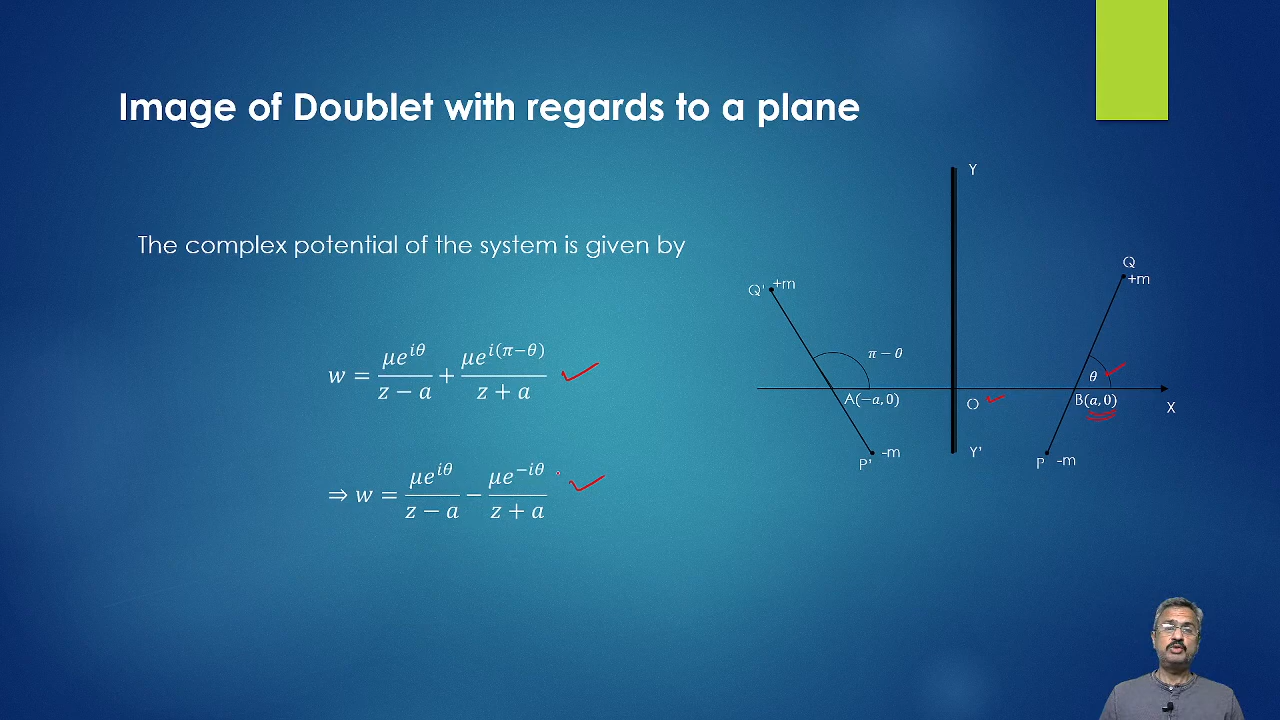 Image of Doublet with regards to a plane
The complex potential of the system is given by
w = μe^{iθ}/(z − a) + μe^{i(π−θ)}/(z + a)
⇒ w = μe^{iθ}/(z − a) − μe^{−iθ}/(z + a)
Y
Q
+m
Q' +m
π − θ
θ
A(−a,0)
O
B(a,0)
X
P' -m
Y'
P -m